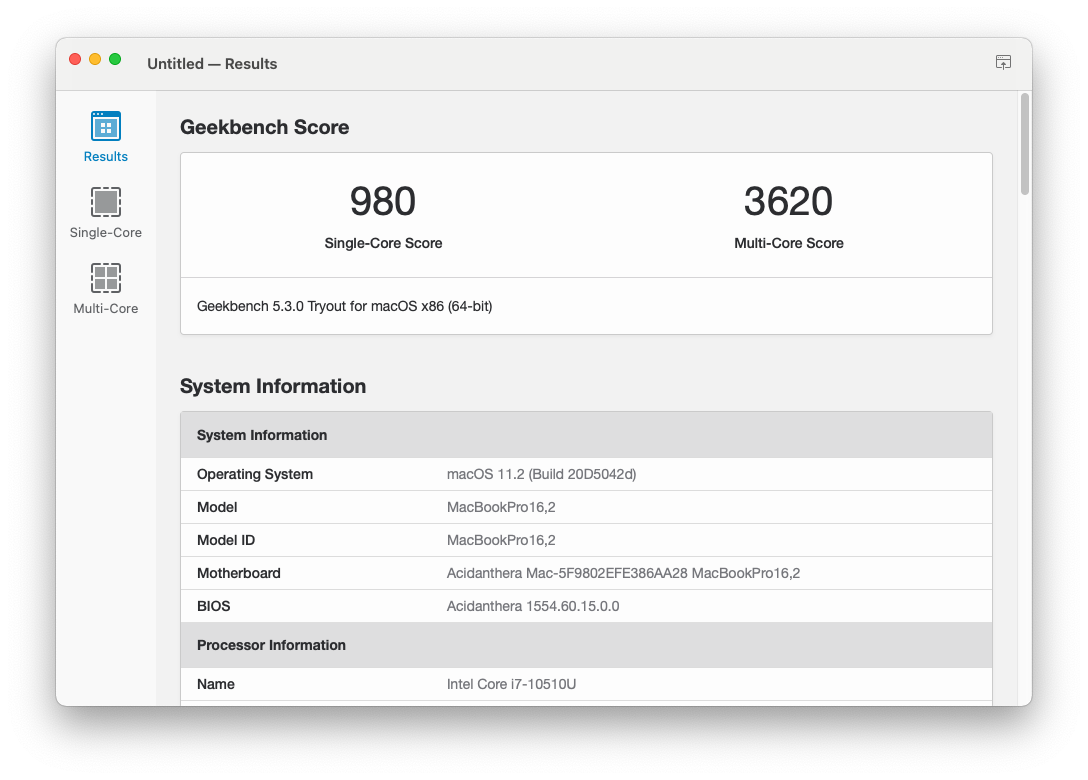 Untitled — Results
Results
Single-Core
Multi-Core
Geekbench Score
980
Single-Core Score
3620
Multi-Core Score
Geekbench 5.3.0 Tryout for macOS x86 (64-bit)
System Information
System Information
Operating System macOS 11.2 (Build 20D5042d)
Model MacBookPro16,2
Model ID MacBookPro16,2
Motherboard Acidanthera Mac-5F9802EFE386AA28 MacBookPro16,2
BIOS Acidanthera 1554.60.15.0.0
Processor Information
Name Intel Core i7-10510U